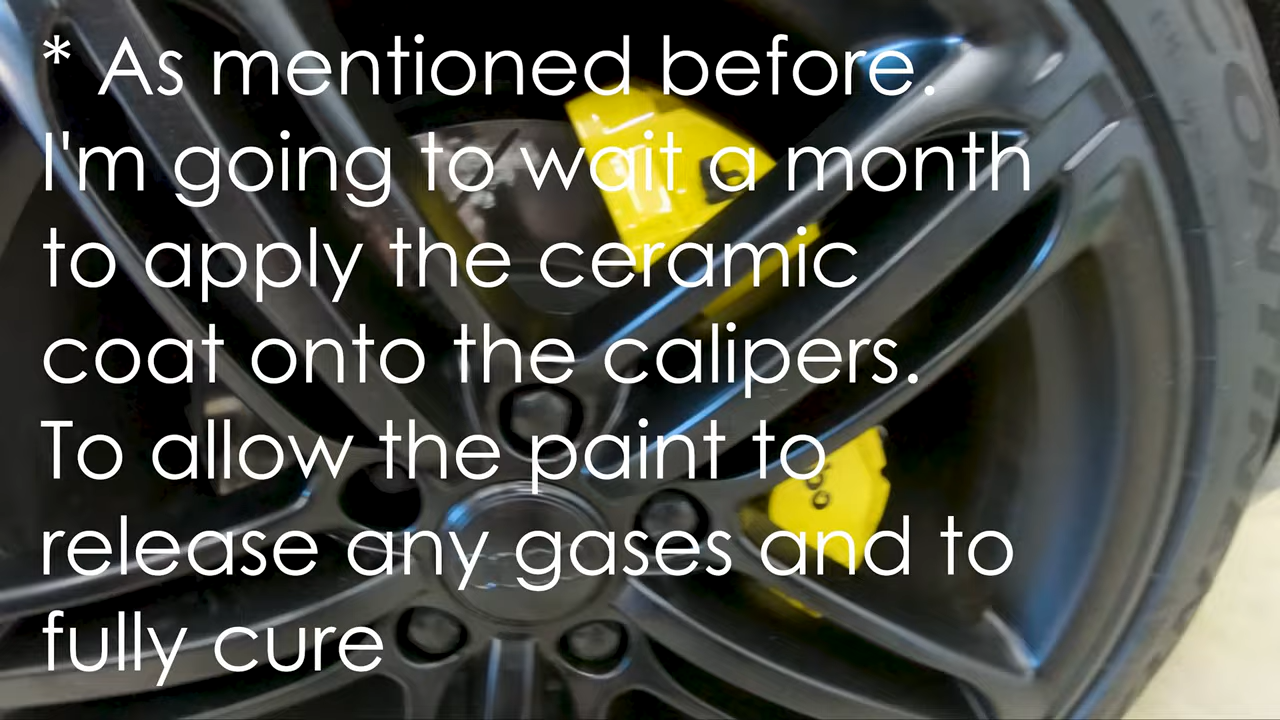 * As mentioned before.
I'm going to wait a month
to apply the ceramic
coat onto the calipers.
To allow the paint to
release any gases and to
fully cure